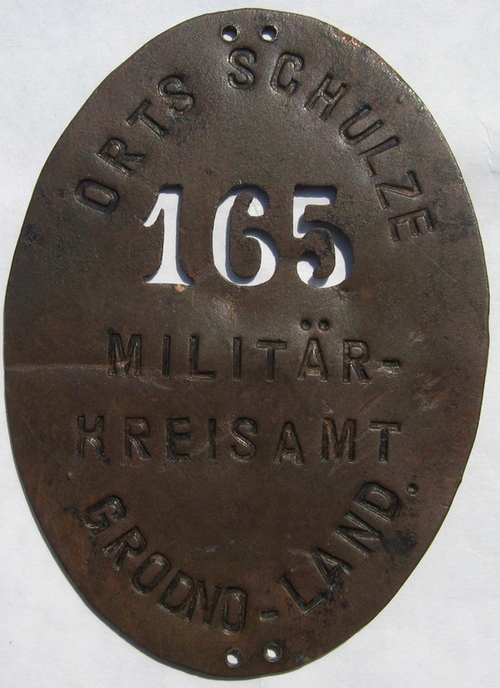 ORTS SCHULZE
165
MILITÄR-
KREISAMT
GRODNO-LAND.